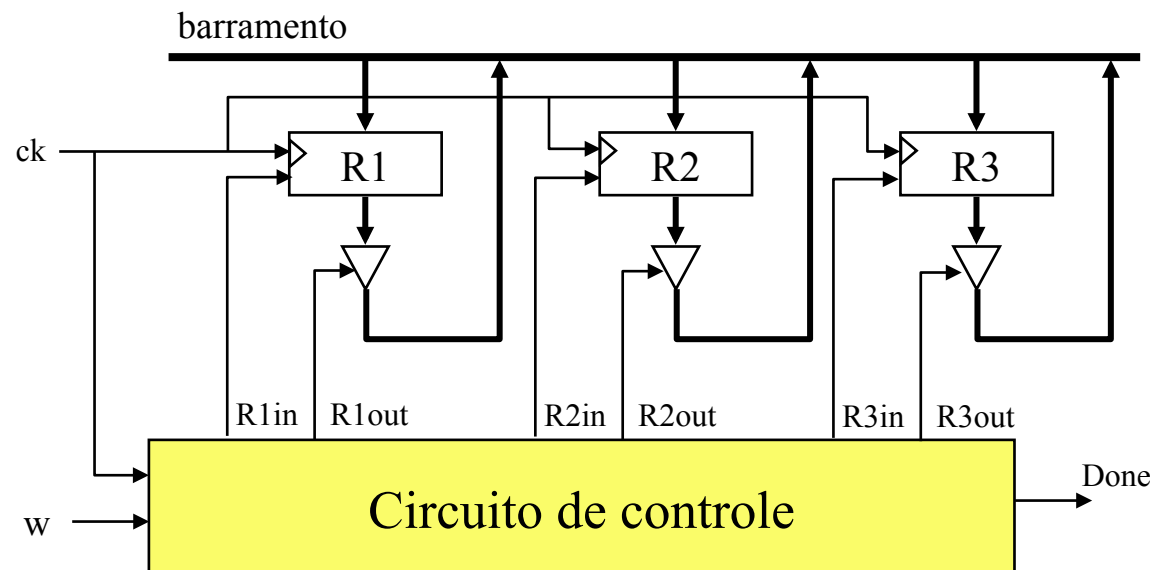 barramento
ck
R1
R2
R3
R1in
R1out
R2in
R2out
R3in
R3out
Done
w
Circuito de controle